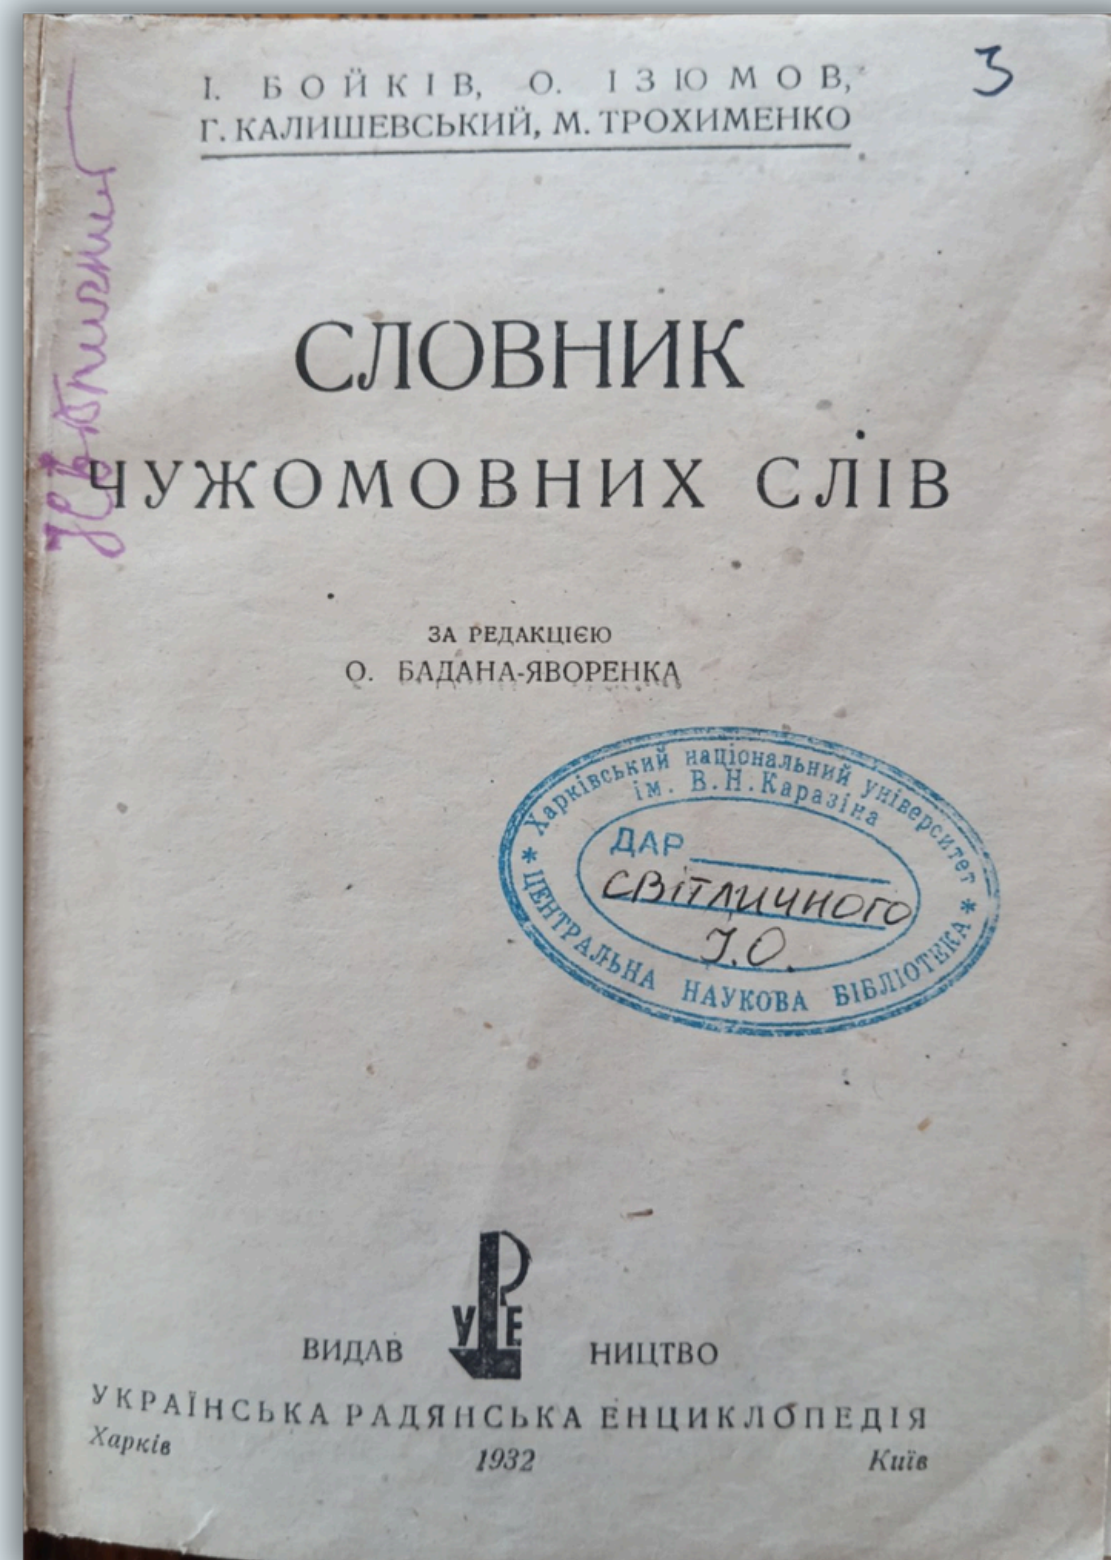 І. БОЙКІВ, О. ІЗЮМОВ,
Г. КАЛИШЕВСЬКИЙ, М. ТРОХИМЕНКО
3
СЛОВНИК
ЧУЖОМОВНИХ СЛІВ
ЗА РЕДАКЦІЄЮ
О. БАДАНА-ЯВОРЕНКА
* Харківський національний університет *
ім. В.Н.Каразіна
ДАР
СВІТЛИЧНОГО
І.О.
ЦЕНТРАЛЬНА НАУКОВА БІБЛІОТЕКА
УРЕ
ВИДАВ НИЦТВО
УКРАЇНСЬКА РАДЯНСЬКА ЕНЦИКЛОПЕДІЯ
Харків 1932 Київ